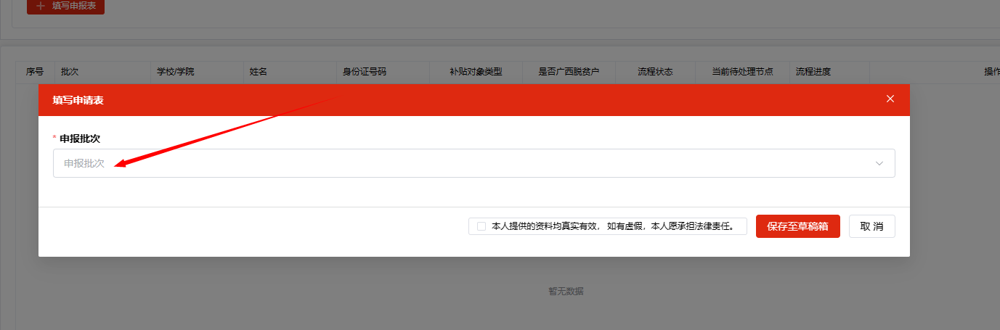 填写申报表
序号 批次 学校/学院 姓名 身份证号码 补贴对象类型 是否广西脱贫户 流程状态 当前待处理节点 流程进度 操作
填写申请表
* 申报批次
申报批次
本人提供的资料均真实有效，如有虚假，本人愿承担法律责任。 保存至草稿箱 取 消
暂无数据